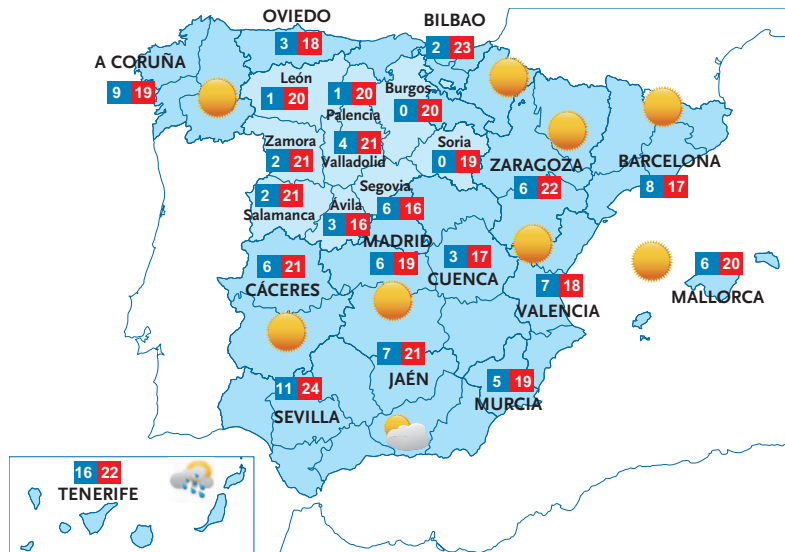 OVIEDO
3 18
BILBAO
2 23
A CORUÑA
9 19
León
1 20
1 20
Palencia
Burgos
0 20
Zamora
2 21
4 21
Valladolid
Soria
0 19
ZARAGOZA
6 22
BARCELONA
8 17
2 21
Salamanca
Ávila
3 16
Segovia
6 16
MADRID
6 19
3 17
CUENCA
6 21
CÁCERES
7 18
VALENCIA
6 20
MALLORCA
7 21
JAÉN
11 24
SEVILLA
5 19
MURCIA
16 22
TENERIFE